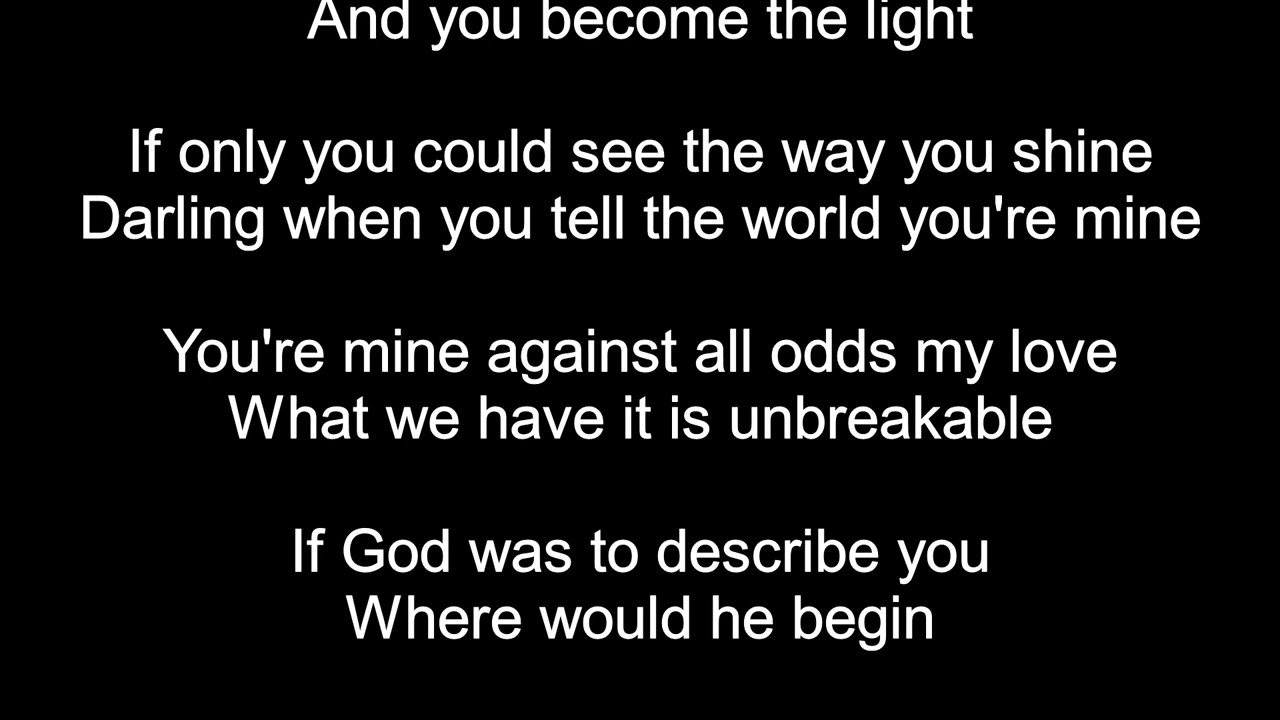 And you become the light
If only you could see the way you shine
Darling when you tell the world you're mine
You're mine against all odds my love
What we have it is unbreakable
If God was to describe you
Where would he begin